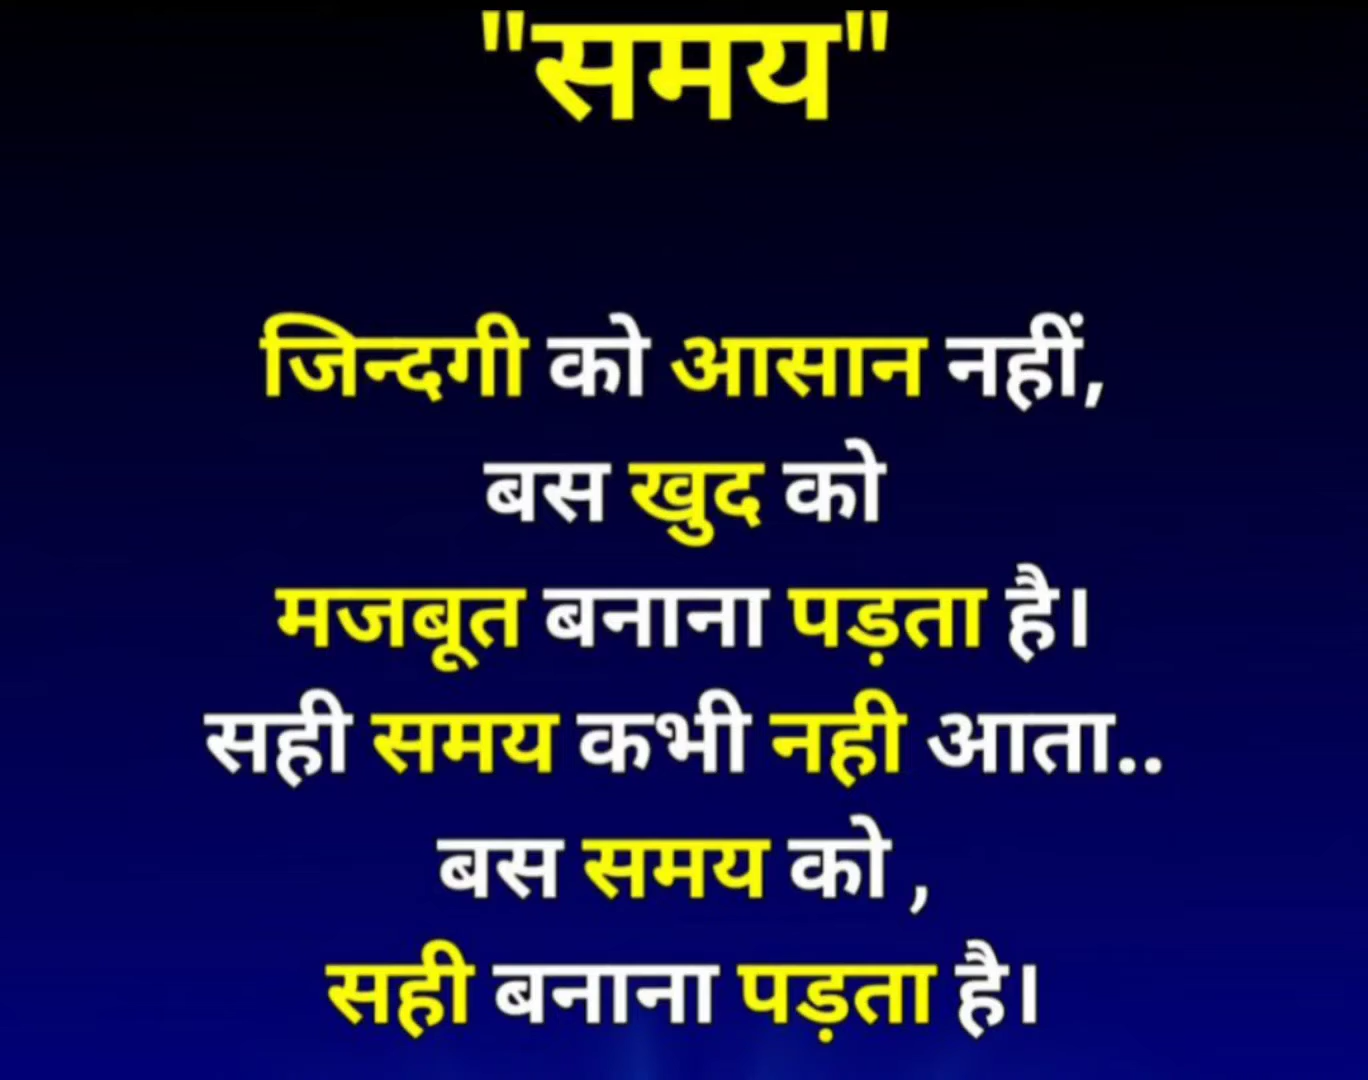 "समय"
जिन्दगी को आसान नहीं,
बस खुद को
मजबूत बनाना पड़ता है।
सही समय कभी नही आता..
बस समय को ,
सही बनाना पड़ता है।